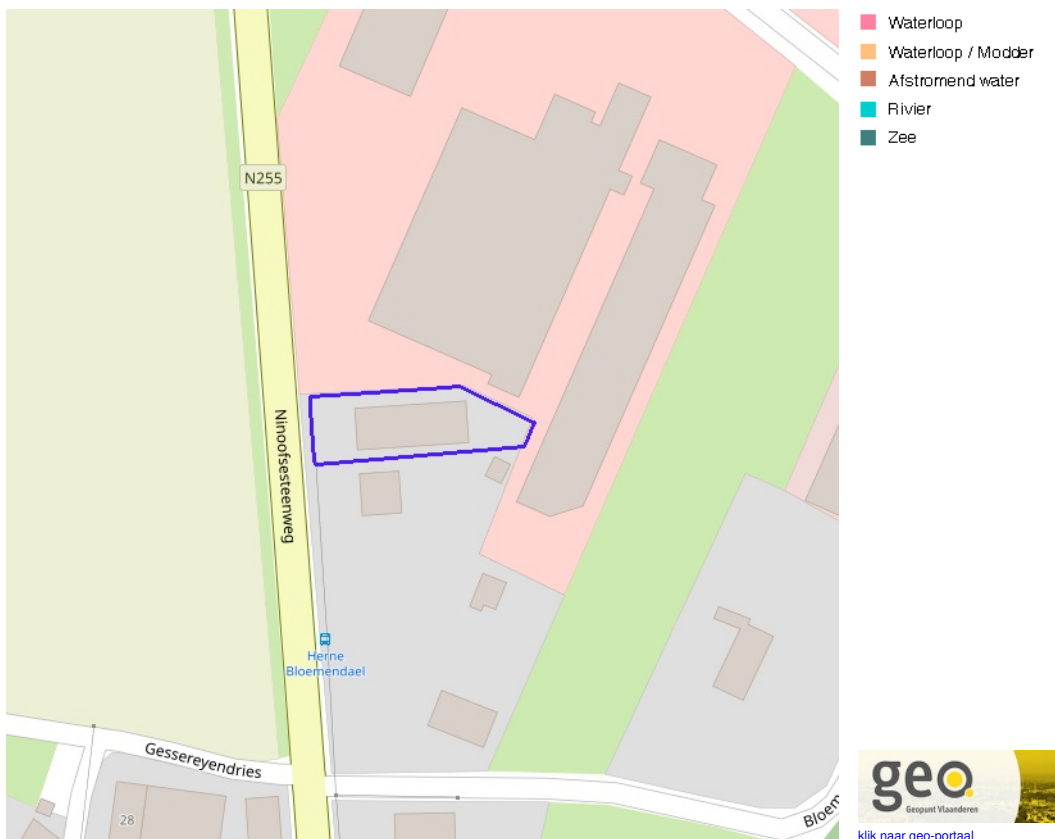 Waterloop
Waterloop / Modder
Afstromend water
Rivier
Zee
N255
Ninoofsesteenweg
Herne
Bloemendael
Gessereyendries
28
Bloem
geo
Geopunt Vlaanderen
klik naar geo-portaal